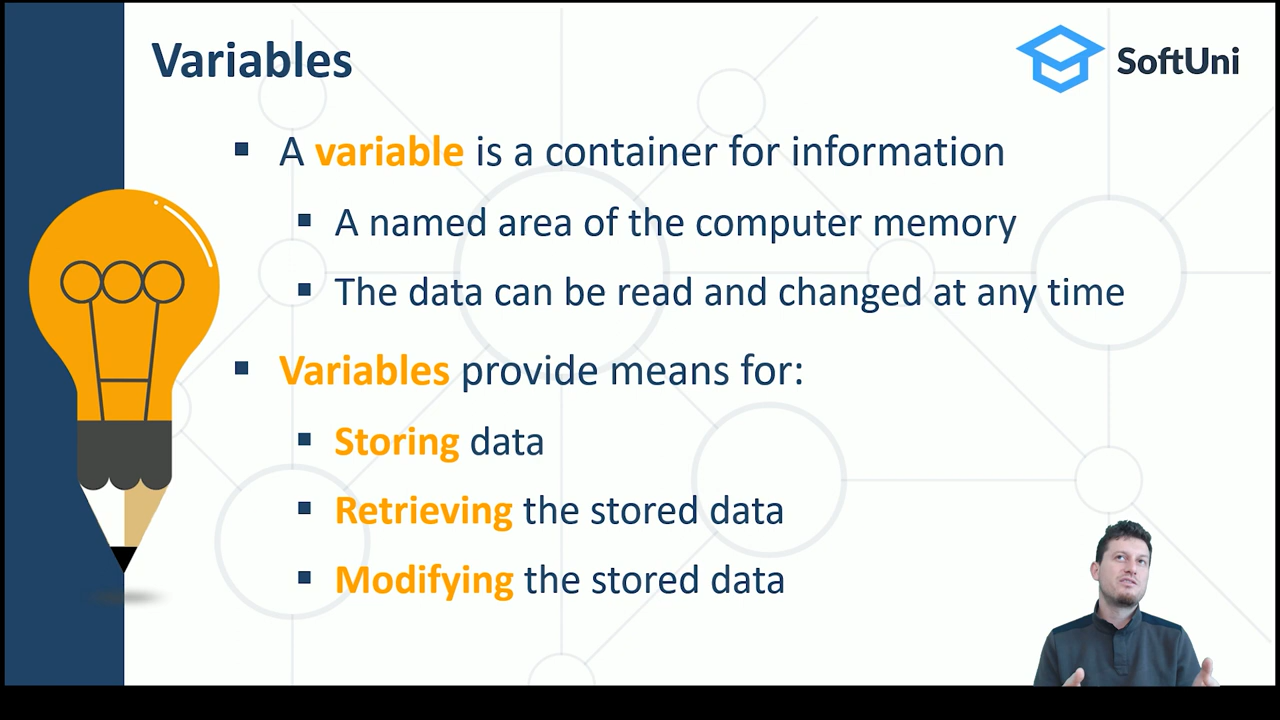 Variables
SoftUni
A variable is a container for information
A named area of the computer memory
The data can be read and changed at any time
Variables provide means for:
Storing data
Retrieving the stored data
Modifying the stored data